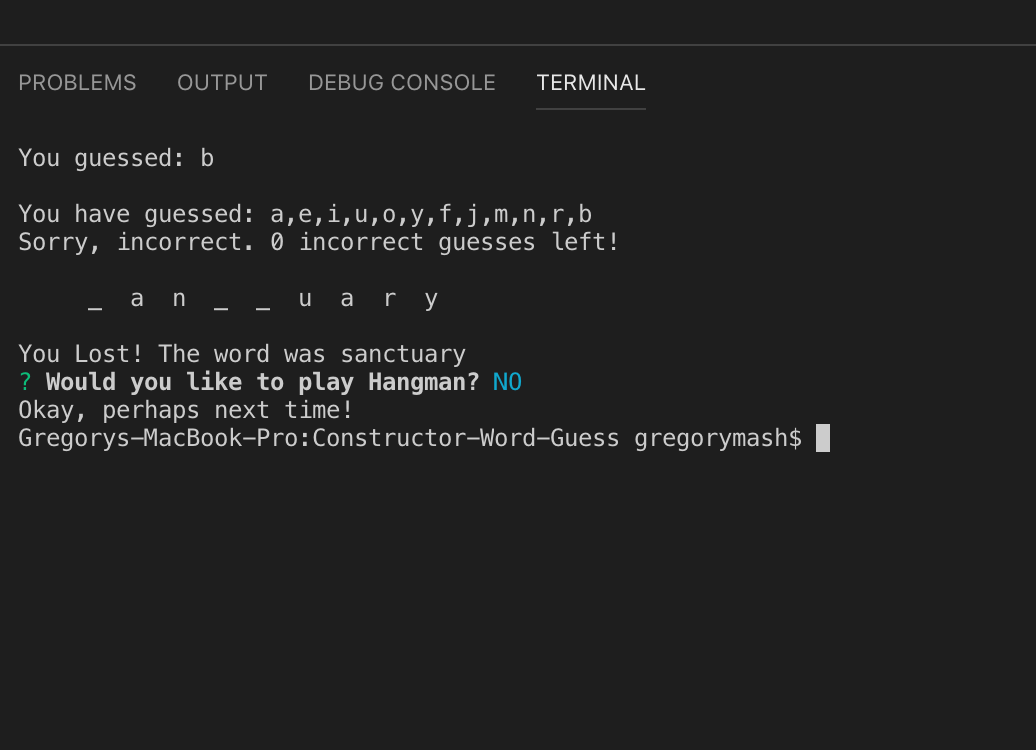 PROBLEMS OUTPUT DEBUG CONSOLE TERMINAL
You guessed: b
You have guessed: a,e,i,u,o,y,f,j,m,n,r,b
Sorry, incorrect. 0 incorrect guesses left!
_ a n _ _ u a r y
You Lost! The word was sanctuary
? Would you like to play Hangman? NO
Okay, perhaps next time!
Gregorys-MacBook-Pro:Constructor-Word-Guess gregorymash$